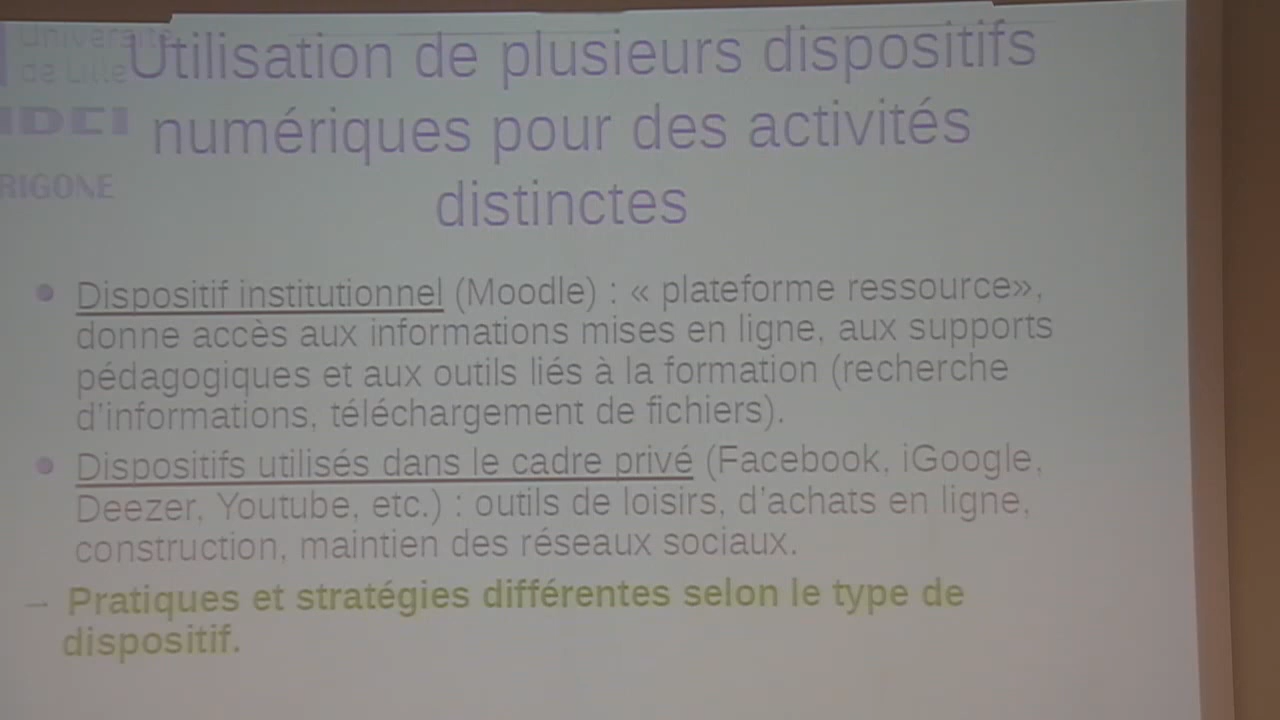 Université
de Lille
IDCI
RIGONE
Utilisation de plusieurs dispositifs
numériques pour des activités
distinctes
• Dispositif institutionnel (Moodle) : « plateforme ressource»,
donne accès aux informations mises en ligne, aux supports
pédagogiques et aux outils liés à la formation (recherche
d'informations, téléchargement de fichiers).
• Dispositifs utilisés dans le cadre privé (Facebook, iGoogle,
Deezer, Youtube, etc.) : outils de loisirs, d'achats en ligne,
construction, maintien des réseaux sociaux.
– Pratiques et stratégies différentes selon le type de
dispositif.